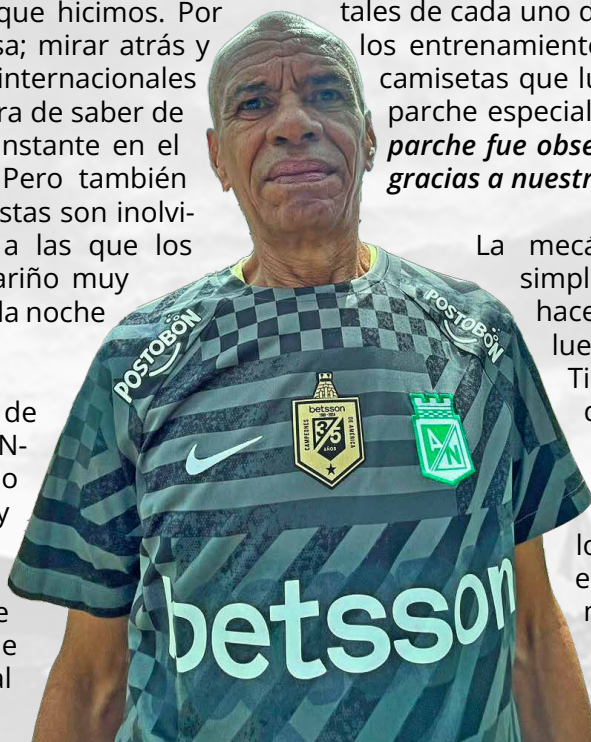 que hicimos. Por
sa; mirar atrás y
internacionales
ra de saber de
nstante en el
Pero también
stas son inolvi-
a las que los
ariño muy
la noche
de
N-
o
y
e
e
al
POSTOBÓN
POSTOBÓN
betsson
CAMPEONES
35
AÑOS
DE AMÉRICA
AN
betsson
tales de cada uno d
los entrenamiento
camisetas que lu
parche especial
parche fue obse
gracias a nuestr
La mecá
simpl
hace
lue
Ti
lo
e